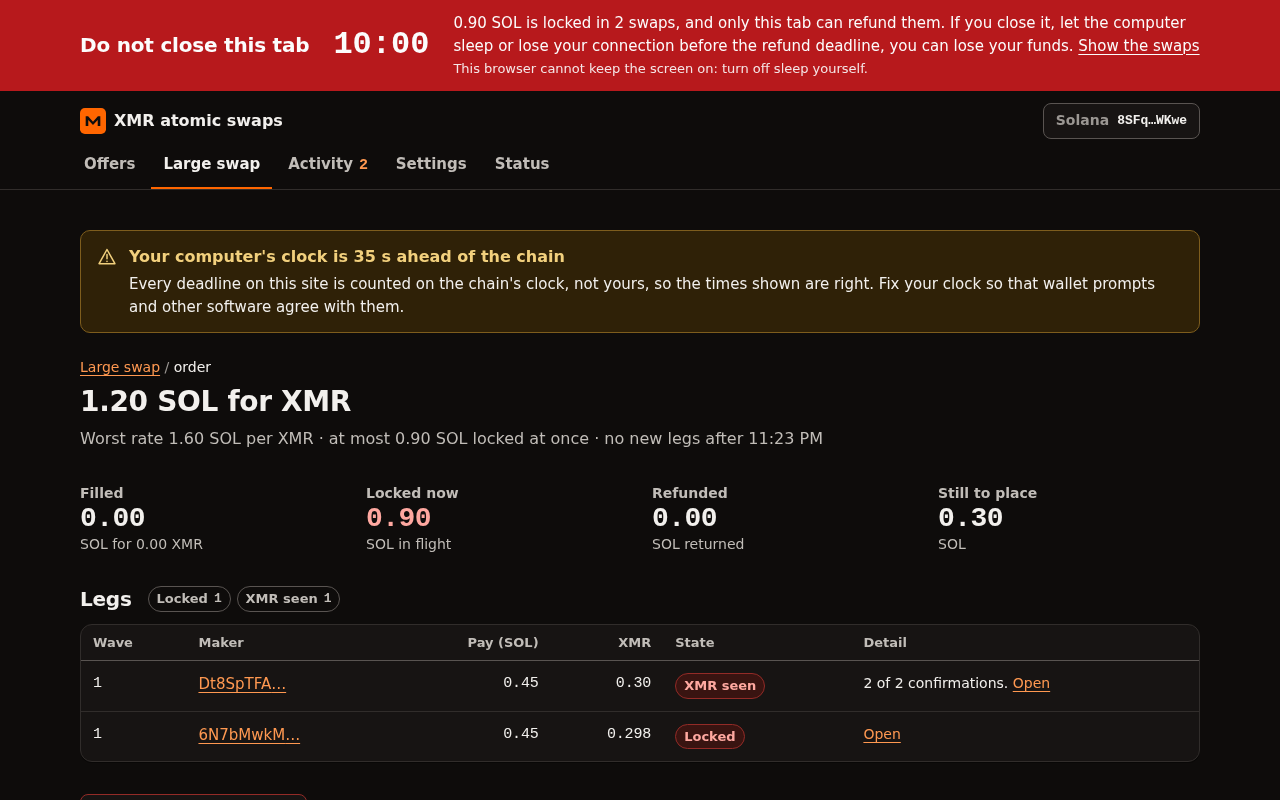 Do not close this tab
10:00
0.90 SOL is locked in 2 swaps, and only this tab can refund them. If you close it, let the computer
sleep or lose your connection before the refund deadline, you can lose your funds. Show the swaps
This browser cannot keep the screen on: turn off sleep yourself.
XMR atomic swaps
Solana 8SFq…WKwe
Offers Large swap Activity 2 Settings Status
Your computer's clock is 35 s ahead of the chain
Every deadline on this site is counted on the chain's clock, not yours, so the times shown are right. Fix your clock so that wallet prompts
and other software agree with them.
Large swap / order
1.20 SOL for XMR
Worst rate 1.60 SOL per XMR · at most 0.90 SOL locked at once · no new legs after 11:23 PM
Filled Locked now Refunded Still to place
0.00 0.90 0.00 0.30
SOL for 0.00 XMR SOL in flight SOL returned SOL
Legs Locked 1 XMR seen 1
Wave Maker Pay (SOL) XMR State Detail
1 Dt8SpTFA… 0.45 0.30 XMR seen 2 of 2 confirmations. Open
1 6N7bMwkM… 0.45 0.298 Locked Open